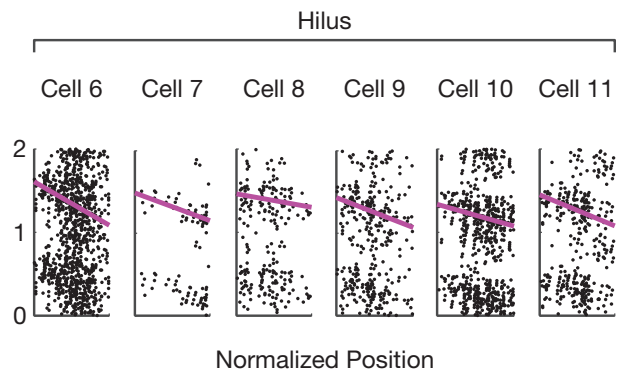 Hilus
Cell 6 Cell 7 Cell 8 Cell 9 Cell 10 Cell 11
2
1
0
Normalized Position